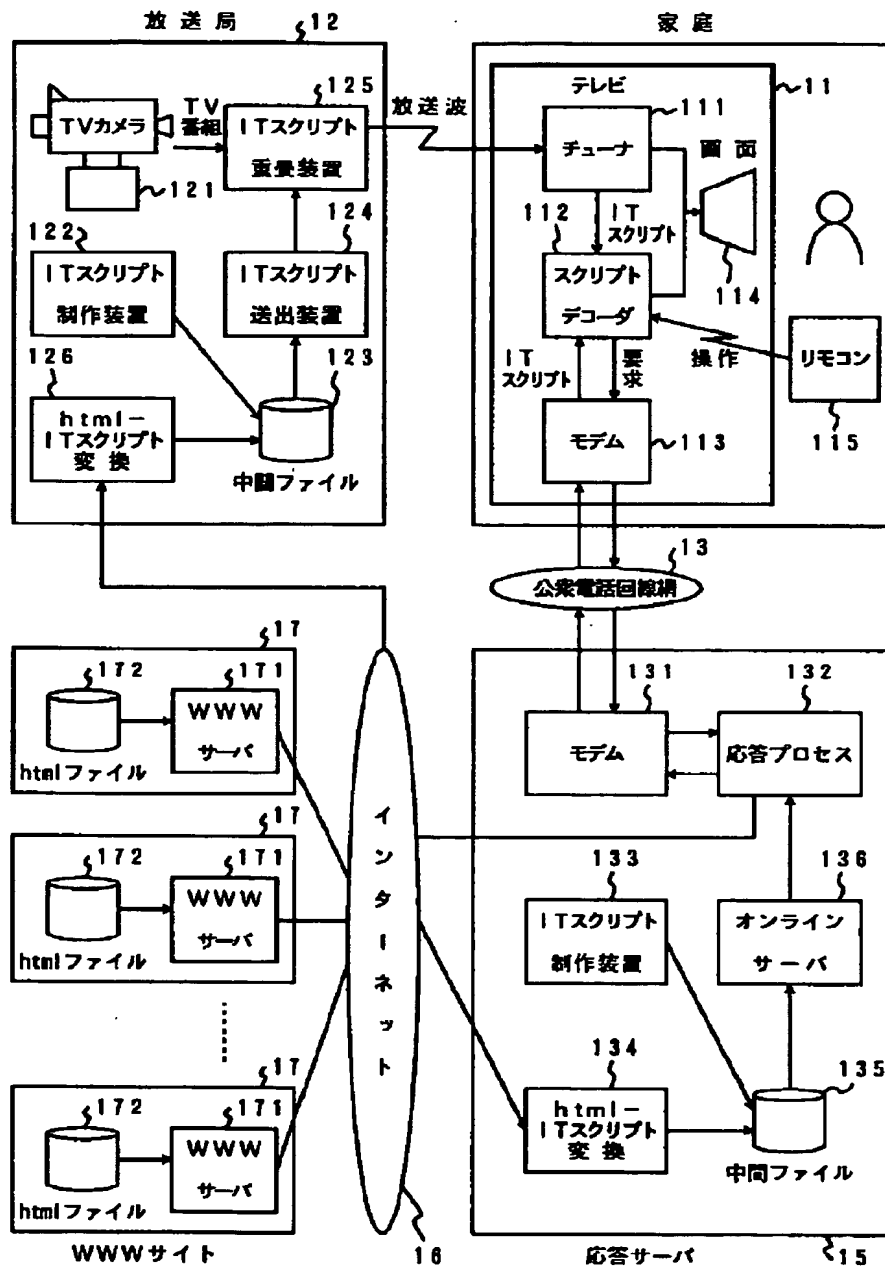 放送局
12
家庭
TVカメラ
121
TV
番組
125
ITスクリプト
重畳装置
放送波
122
ITスクリプト
制作装置
124
ITスクリプト
送出装置
126
html-
ITスクリプト
変換
123
中間ファイル
テレビ
11
111
チューナ
画面
114
112
IT
スクリプト
スクリプト
デコーダ
操作
リモコン
115
IT
スクリプト
要求
モデム
113
13
公衆電話回線網
17
172
171
WWW
サーバ
htmlファイル
17
172
171
WWW
サーバ
htmlファイル
17
172
171
WWW
サーバ
htmlファイル
WWWサイト
インターネット
16
131
モデム
132
応答プロセス
133
ITスクリプト
制作装置
136
オンライン
サーバ
134
html-
ITスクリプト
変換
135
中間ファイル
応答サーバ
15